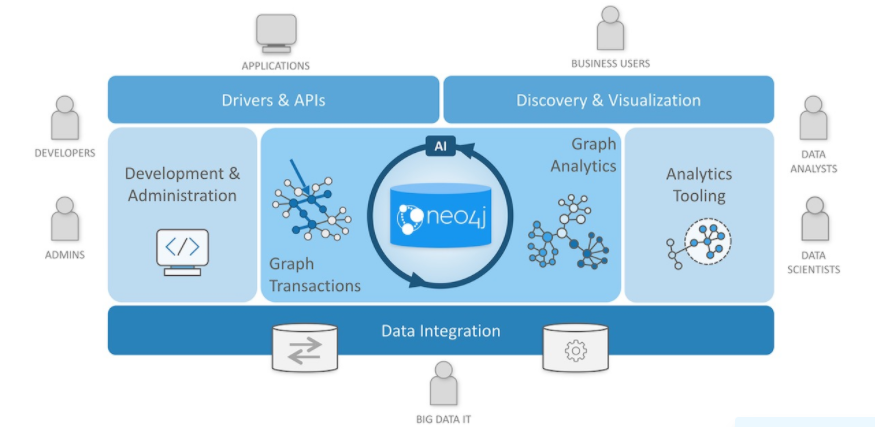 APPLICATIONS
BUSINESS USERS
Drivers & APIs
Discovery & Visualization
DEVELOPERS
ADMINS
Development &
Administration
</>
Graph
Transactions
AI
neo4j
Graph
Analytics
Analytics
Tooling
DATA
ANALYSTS
DATA
SCIENTISTS
Data Integration
BIG DATA IT